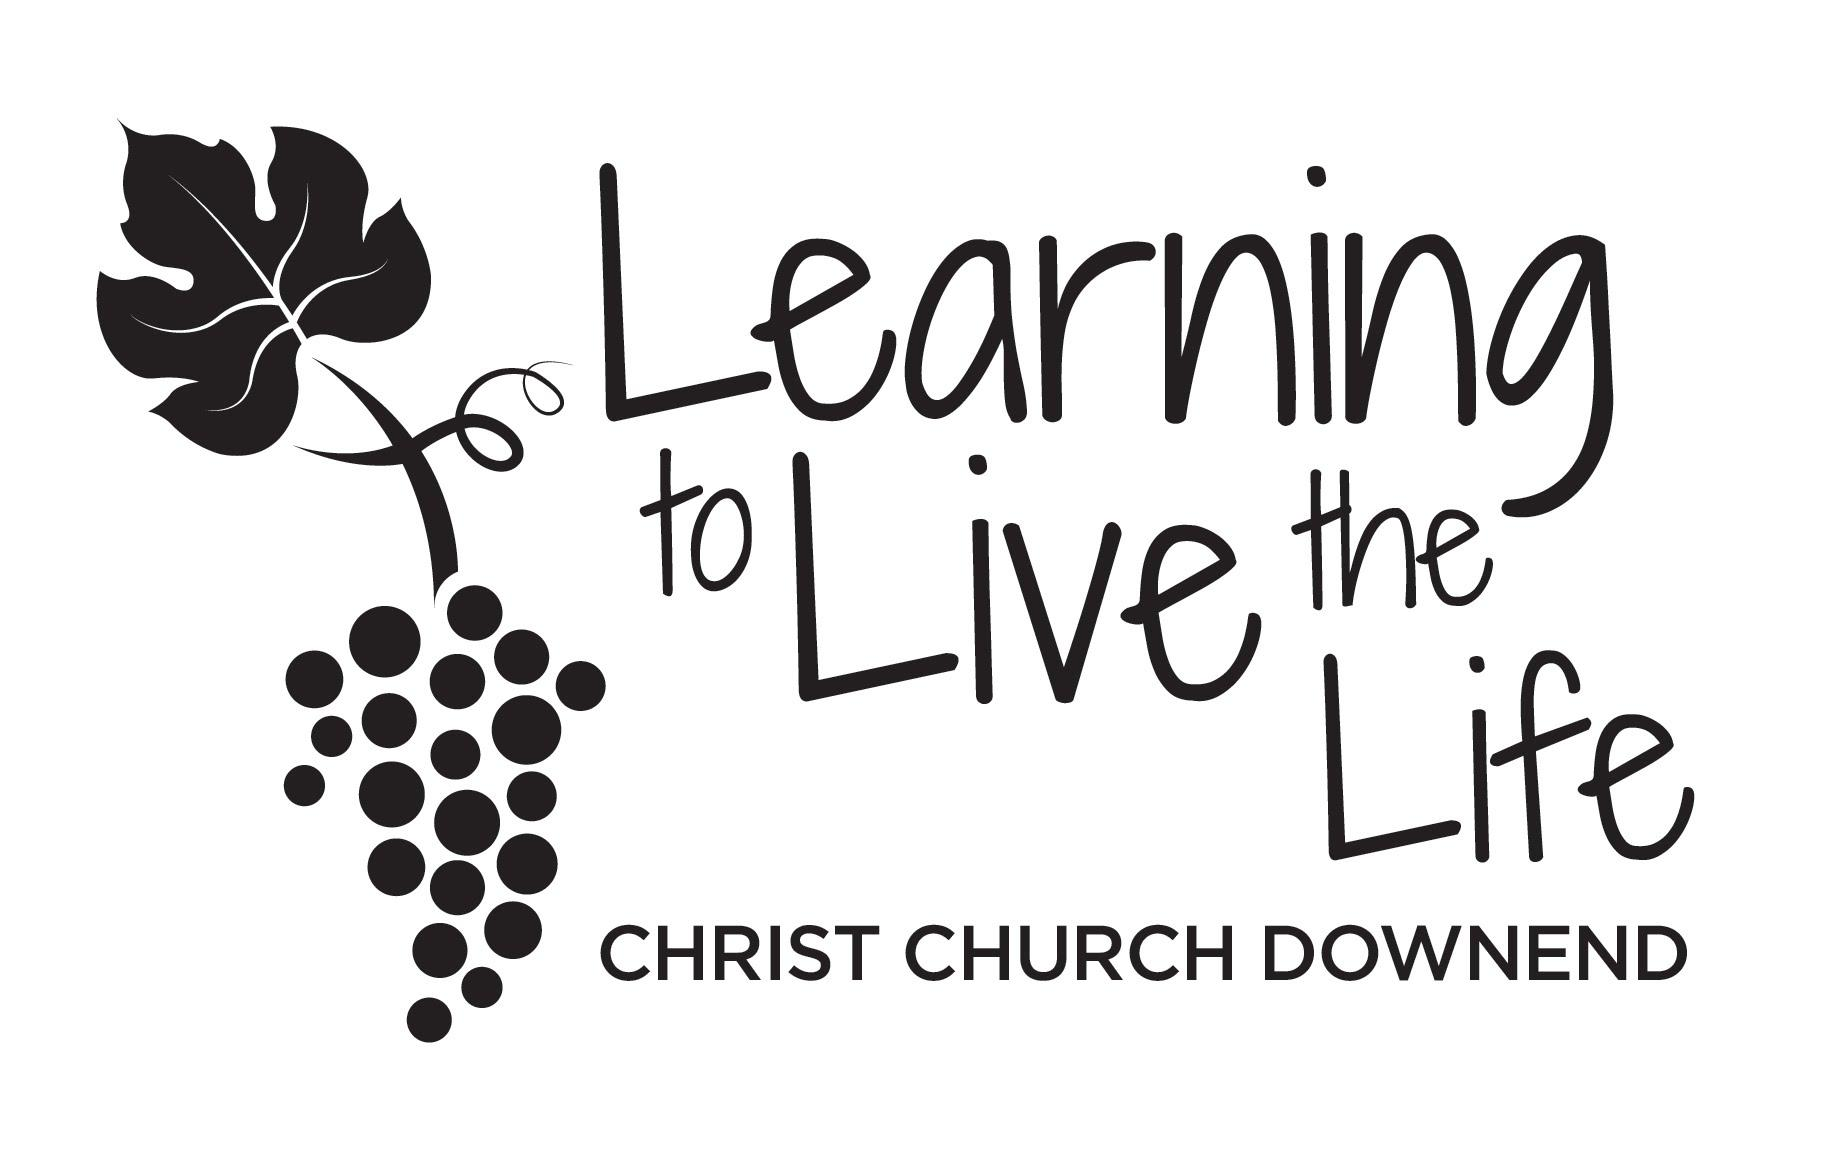 Learning
to Live the
Life
CHRIST CHURCH DOWNEND